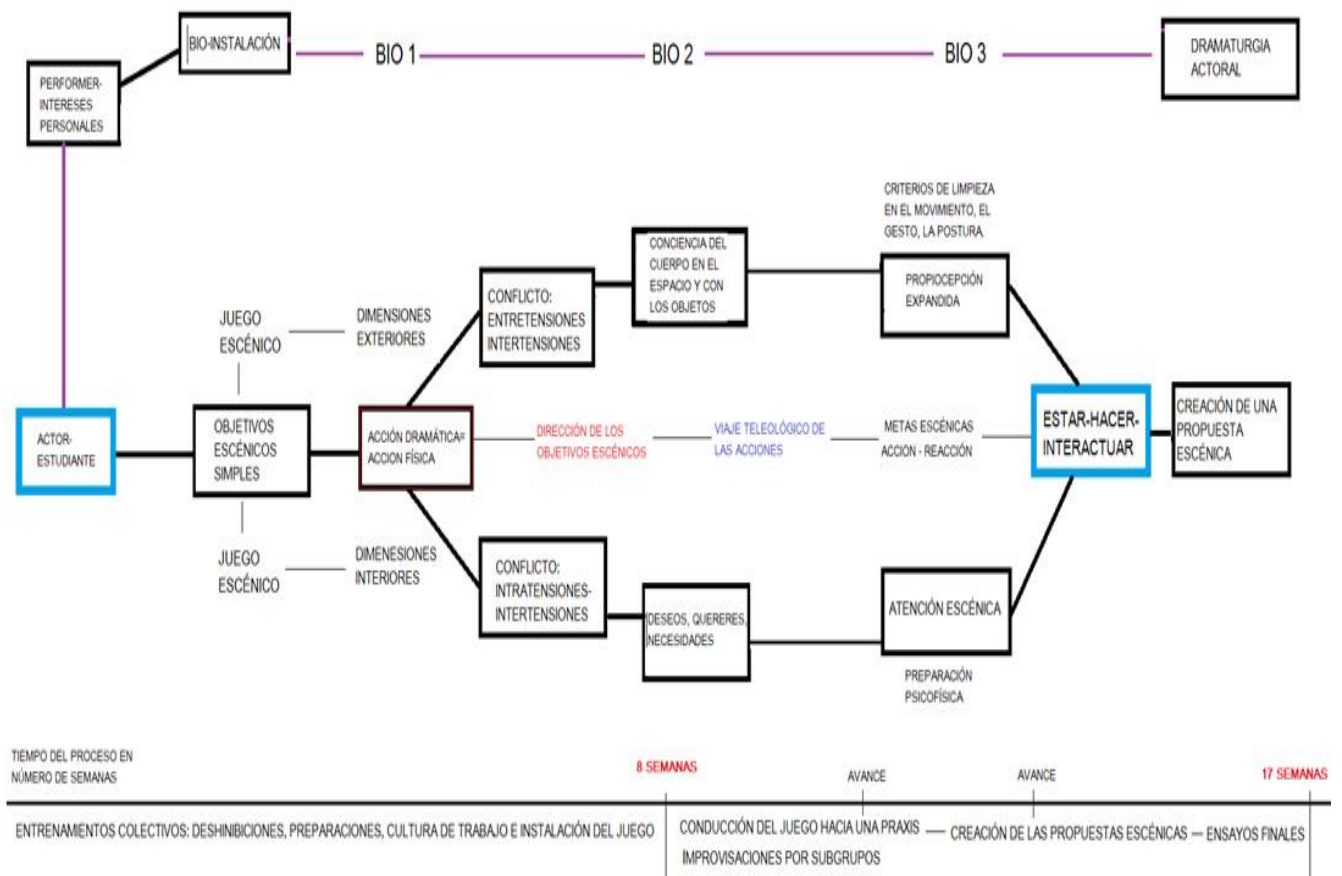 BIO-INSTALACIÓN
BIO 1
BIO 2
BIO 3
DRAMATURGIA
ACTORAL
PERFORMER-
INTERESES
PERSONALES
CRITERIOS DE LIMPIEZA
EN EL MOVIMIENTO, EL
GESTO, LA POSTURA.
CONCIENCIA DEL
CUERPO EN EL
ESPACIO Y CON
LOS OBJETOS
PROPIOCEPCIÓN
EXPANDIDA
CONFLICTO:
ENTRETENSIONES
INTERTENSIONES
JUEGO
ESCÉNICO
DIMENSIONES
EXTERIORES
ACTOR-
ESTUDIANTE
OBJETIVOS
ESCÉNICOS
SIMPLES
ACCIÓN DRAMÁTICA=
ACCION FÍSICA
DIRECCIÓN DE LOS
OBJETIVOS ESCÉNICOS
VIAJE TELEOLÓGICO DE
LAS ACCIONES
METAS ESCÉNICAS
ACCION - REACCIÓN
ESTAR-HACER-
INTERACTUAR
CREACIÓN DE UNA
PROPUESTA
ESCÉNICA
JUEGO
ESCÉNICO
DIMENESIONES
INTERIORES
CONFLICTO:
INTRATENSIONES-
INTERTENSIONES
DESEOS, QUERERES,
NECESIDADES
ATENCIÓN ESCÉNICA
PREPARACIÓN
PSICOFÍSICA
TIEMPO DEL PROCESO EN
NÚMERO DE SEMANAS
8 SEMANAS
AVANCE
AVANCE
17 SEMANAS
ENTRENAMIENTOS COLECTIVOS: DESHINIBICIONES, PREPARACIONES, CULTURA DE TRABAJO E INSTALACIÓN DEL JUEGO
CONDUCCIÓN DEL JUEGO HACIA UNA PRAXIS — CREACIÓN DE LAS PROPUESTAS ESCÉNICAS — ENSAYOS FINALES
IMPROVISACIONES POR SUBGRUPOS